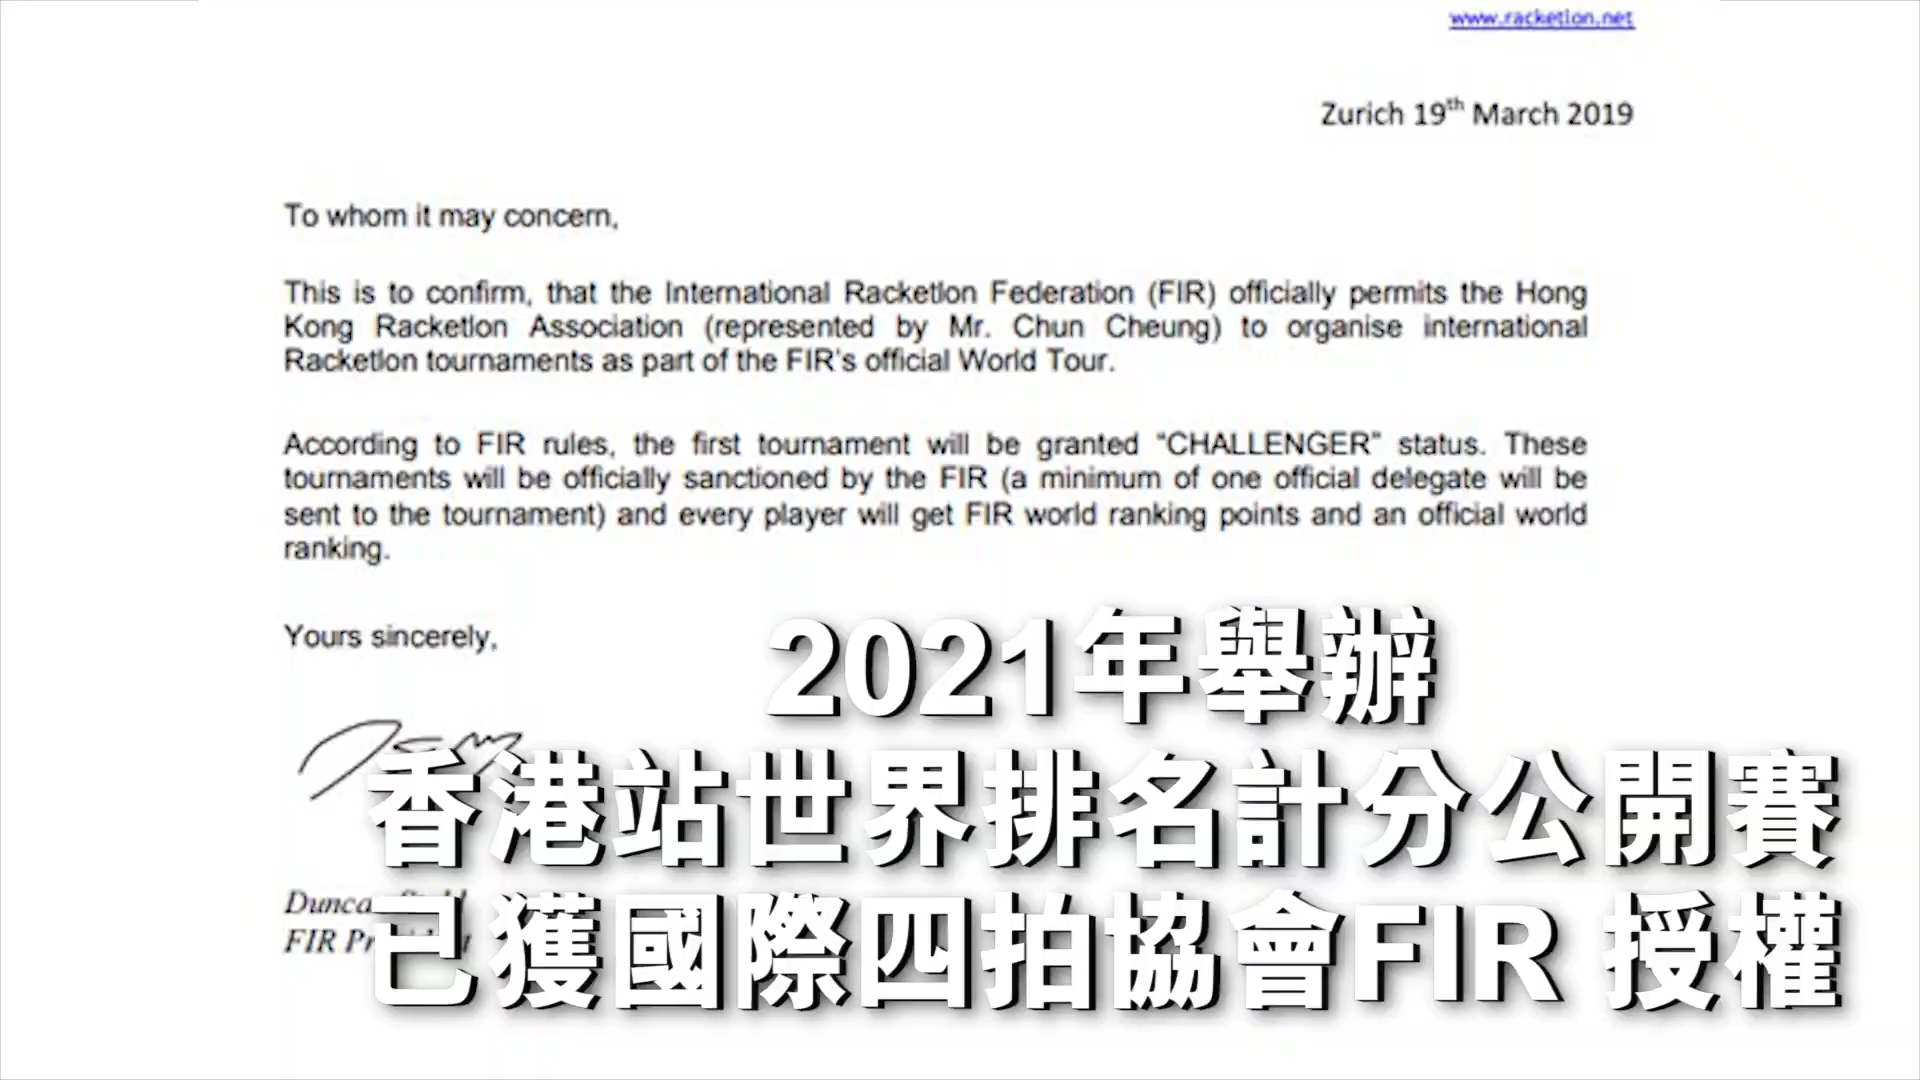 www.racketlon.net
Zurich 19th March 2019
To whom it may concern,
This is to confirm, that the International Racketlon Federation (FIR) officially permits the Hong
Kong Racketlon Association (represented by Mr. Chun Cheung) to organise international
Racketlon tournaments as part of the FIR's official World Tour.
According to FIR rules, the first tournament will be granted "CHALLENGER" status. These
tournaments will be officially sanctioned by the FIR (a minimum of one official delegate will be
sent to the tournament) and every player will get FIR world ranking points and an official world
ranking.
Yours sincerely,
2021年舉辦
香港站世界排名計分公開賽
已獲國際四拍協會FIR 授權
FIR